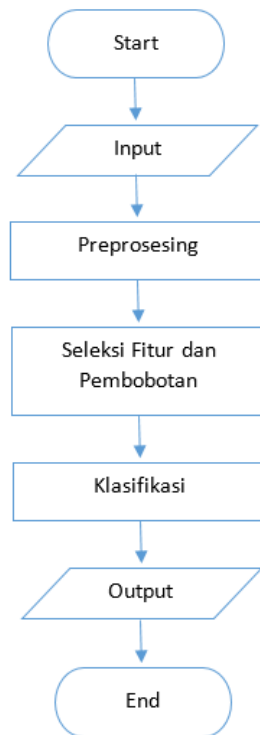 Start
Input
Preprosesing
Seleksi Fitur dan
Pembobotan
Klasifikasi
Output
End